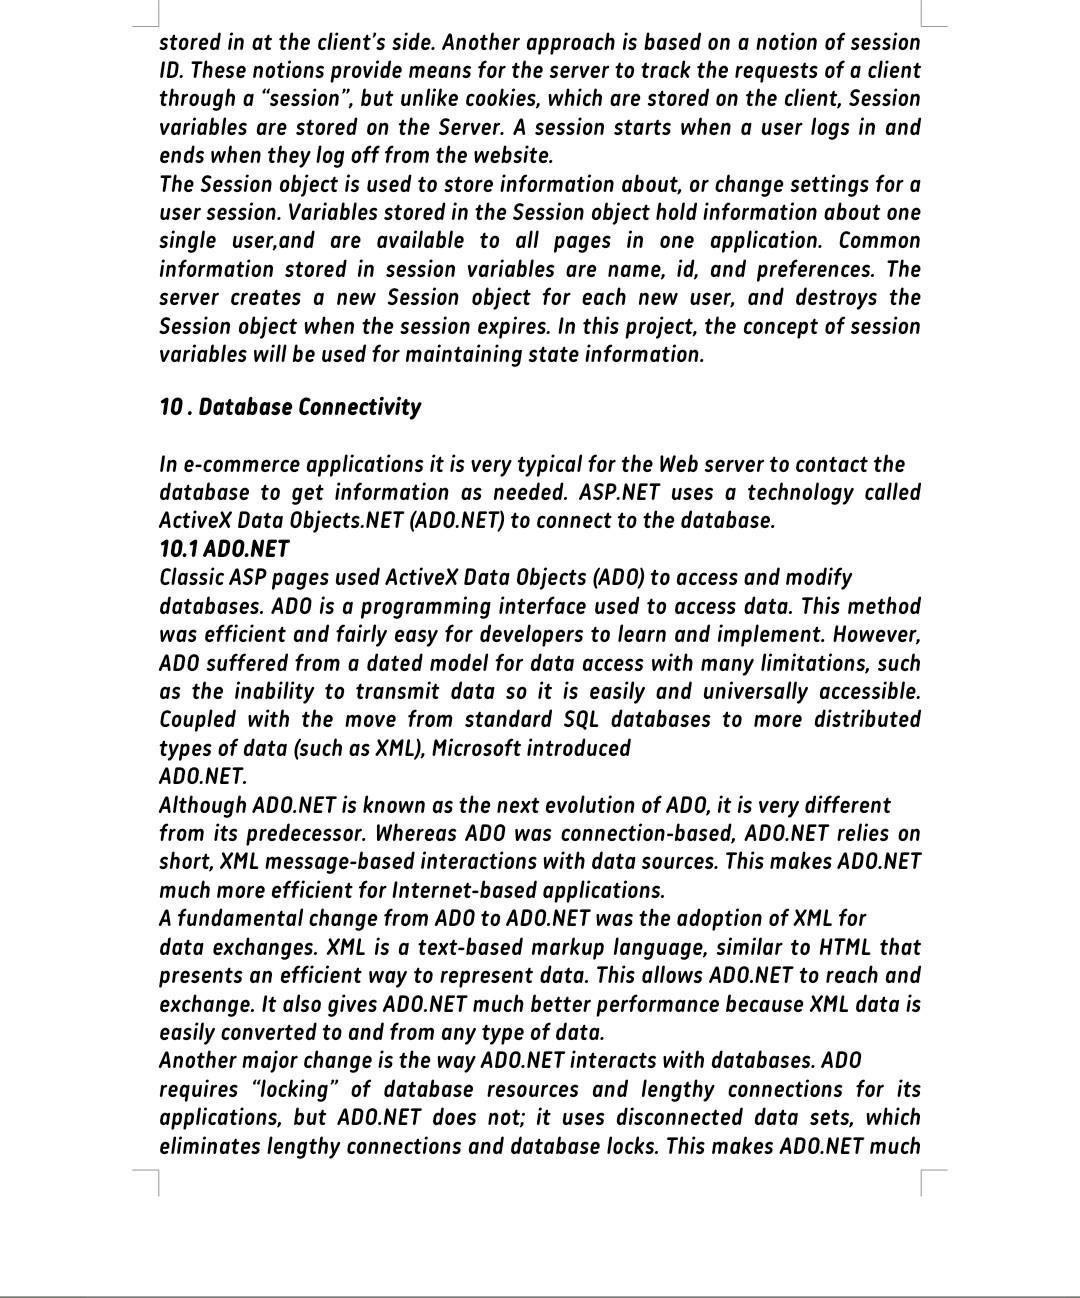 stored in at the client’s side. Another approach is based on a notion of session
ID. These notions provide means for the server to track the requests of a client
through a “session”, but unlike cookies, which are stored on the client, Session
variables are stored on the Server. A session starts when a user logs in and
ends when they log off from the website.
The Session object is used to store information about, or change settings for a
user session. Variables stored in the Session object hold information about one
single user,and are available to all pages in one application. Common
information stored in session variables are name, id, and preferences. The
server creates a new Session object for each new user, and destroys the
Session object when the session expires. In this project, the concept of session
variables will be used for maintaining state information.
10 . Database Connectivity
In e-commerce applications it is very typical for the Web server to contact the
database to get information as needed. ASP.NET uses a technology called
ActiveX Data Objects.NET (ADO.NET) to connect to the database.
10.1 ADO.NET
Classic ASP pages used ActiveX Data Objects (ADO) to access and modify
databases. ADO is a programming interface used to access data. This method
was efficient and fairly easy for developers to learn and implement. However,
ADO suffered from a dated model for data access with many limitations, such
as the inability to transmit data so it is easily and universally accessible.
Coupled with the move from standard SQL databases to more distributed
types of data (such as XML), Microsoft introduced
ADO.NET.
Although ADO.NET is known as the next evolution of ADO, it is very different
from its predecessor. Whereas ADO was connection-based, ADO.NET relies on
short, XML message-based interactions with data sources. This makes ADO.NET
much more efficient for Internet-based applications.
A fundamental change from ADO to ADO.NET was the adoption of XML for
data exchanges. XML is a text-based markup language, similar to HTML that
presents an efficient way to represent data. This allows ADO.NET to reach and
exchange. It also gives ADO.NET much better performance because XML data is
easily converted to and from any type of data.
Another major change is the way ADO.NET interacts with databases. ADO
requires “locking” of database resources and lengthy connections for its
applications, but ADO.NET does not; it uses disconnected data sets, which
eliminates lengthy connections and database locks. This makes ADO.NET much